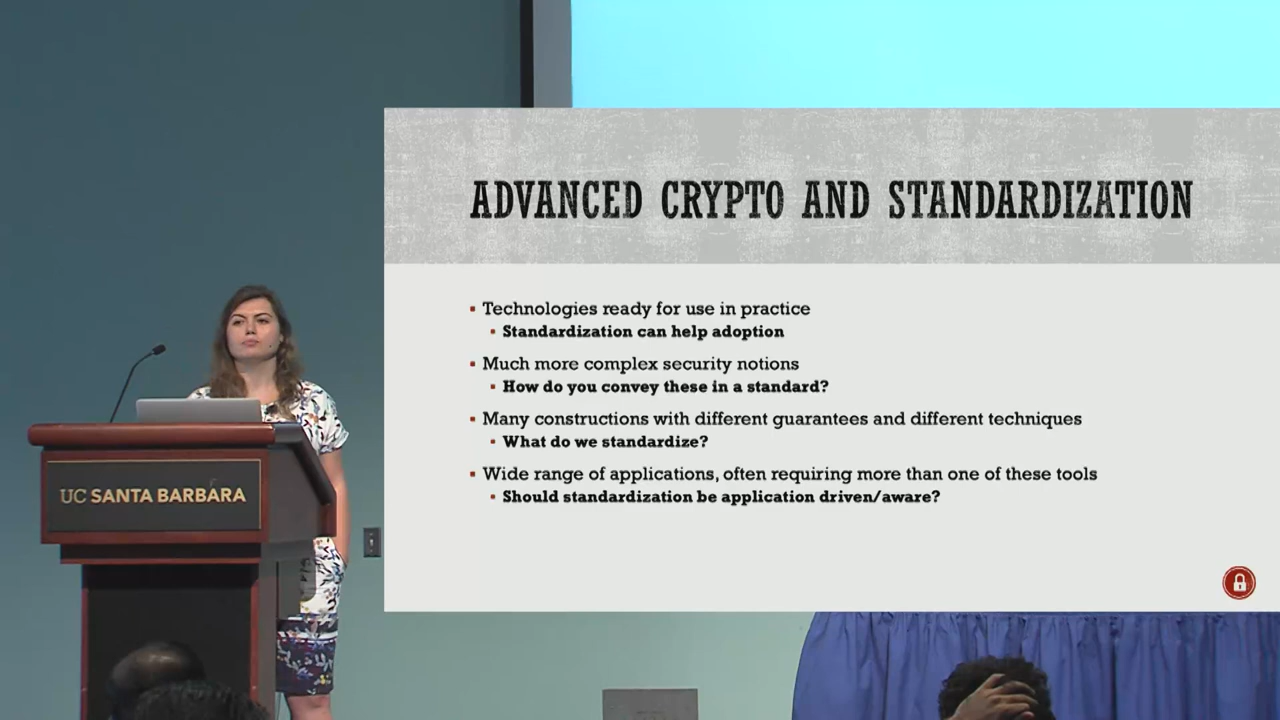 ADVANCED CRYPTO AND STANDARDIZATION
▪ Technologies ready for use in practice
▪ Standardization can help adoption
▪ Much more complex security notions
▪ How do you convey these in a standard?
▪ Many constructions with different guarantees and different techniques
▪ What do we standardize?
▪ Wide range of applications, often requiring more than one of these tools
▪ Should standardization be application driven/aware?
UC SANTA BARBARA